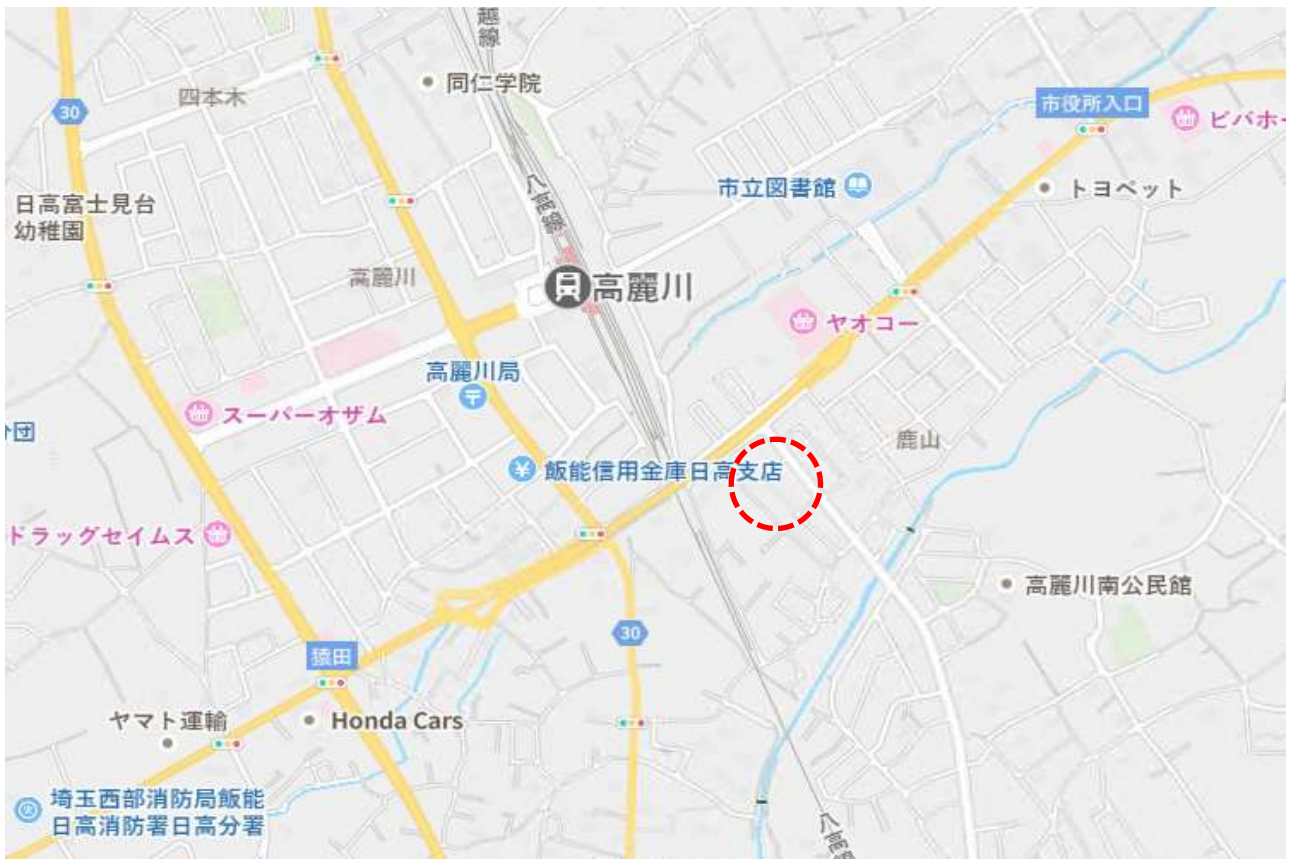 越
線
同仁学院
四本木
30
市役所入口
ビバホー
日高富士見台
幼稚園
八高線
市立図書館
トヨペット
高麗川
高麗川
ヤオコー
高麗川局
スーパーオザム
団
鹿山
飯能信用金庫日高支店
ドラッグセイムス
高麗川南公民館
30
猿田
ヤマト運輸
Honda Cars
埼玉西部消防局飯能
日高消防署日高分署
八高線